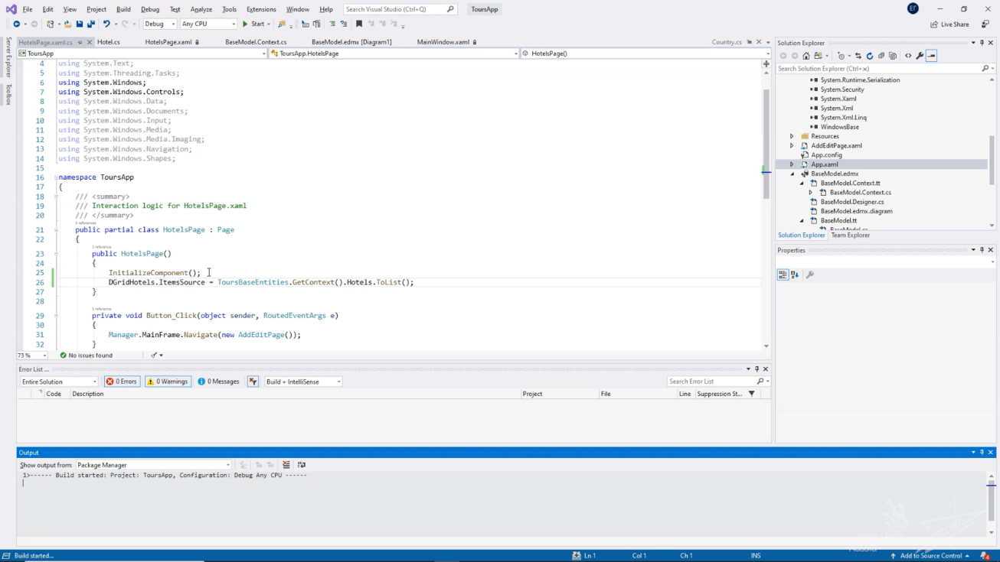 File Edit View Project Build Debug Test Analyze Tools Extensions Window Help Search Visual Studio (Ctrl+Q) ToursApp ЕГ
Debug Any CPU Start Live Share
HotelsPage.xaml.cs Hotel.cs HotelsPage.xaml BaseModel.Context.cs BaseModel.edmx [Diagram1] MainWindow.xaml Country.cs
ToursApp ToursApp.HotelsPage HotelsPage()
Server Explorer
Toolbox
4 using System.Text;
5 using System.Threading.Tasks;
6 using System.Windows;
7 using System.Windows.Controls;
8 using System.Windows.Data;
9 using System.Windows.Documents;
10 using System.Windows.Input;
11 using System.Windows.Media;
12 using System.Windows.Media.Imaging;
13 using System.Windows.Navigation;
14 using System.Windows.Shapes;
15
16 namespace ToursApp
17 {
18 /// <summary>
19 /// Interaction logic for HotelsPage.xaml
20 /// </summary>
references
21 public partial class HotelsPage : Page
22 {
1 reference
23 public HotelsPage()
24 {
25 InitializeComponent();
26 DGridHotels.ItemsSource = ToursBaseEntities.GetContext().Hotels.ToList();
27 }
1 reference
29 private void Button_Click(object sender, RoutedEventArgs e)
30 {
31 Manager.MainFrame.Navigate(new AddEditPage());
32 }
73 % No issues found
Error List ...
Entire Solution 0 Errors 0 Warnings 0 Messages Build + IntelliSense Search Error List
Code Description Project File Line Suppression St...
Output
Show output from: Package Manager
1>------ Build started: Project: ToursApp, Configuration: Debug Any CPU ------
Solution Explorer
Search Solution Explorer (Ctrl+ж)
System.Runtime.Serialization
System.Security
System.Xaml
System.Xml
System.Xml.Linq
WindowsBase
Resources
AddEditPage.xaml
App.config
App.xaml
BaseModel.edmx
BaseModel.Context.tt
BaseModel.Context.cs
BaseModel.Designer.cs
BaseModel.edmx.diagram
BaseModel.tt
BaseModel.cs
Solution Explorer Team Explorer
Properties
Build started... Ln 1 Col 1 Ch 1 INS Add to Source Control 4